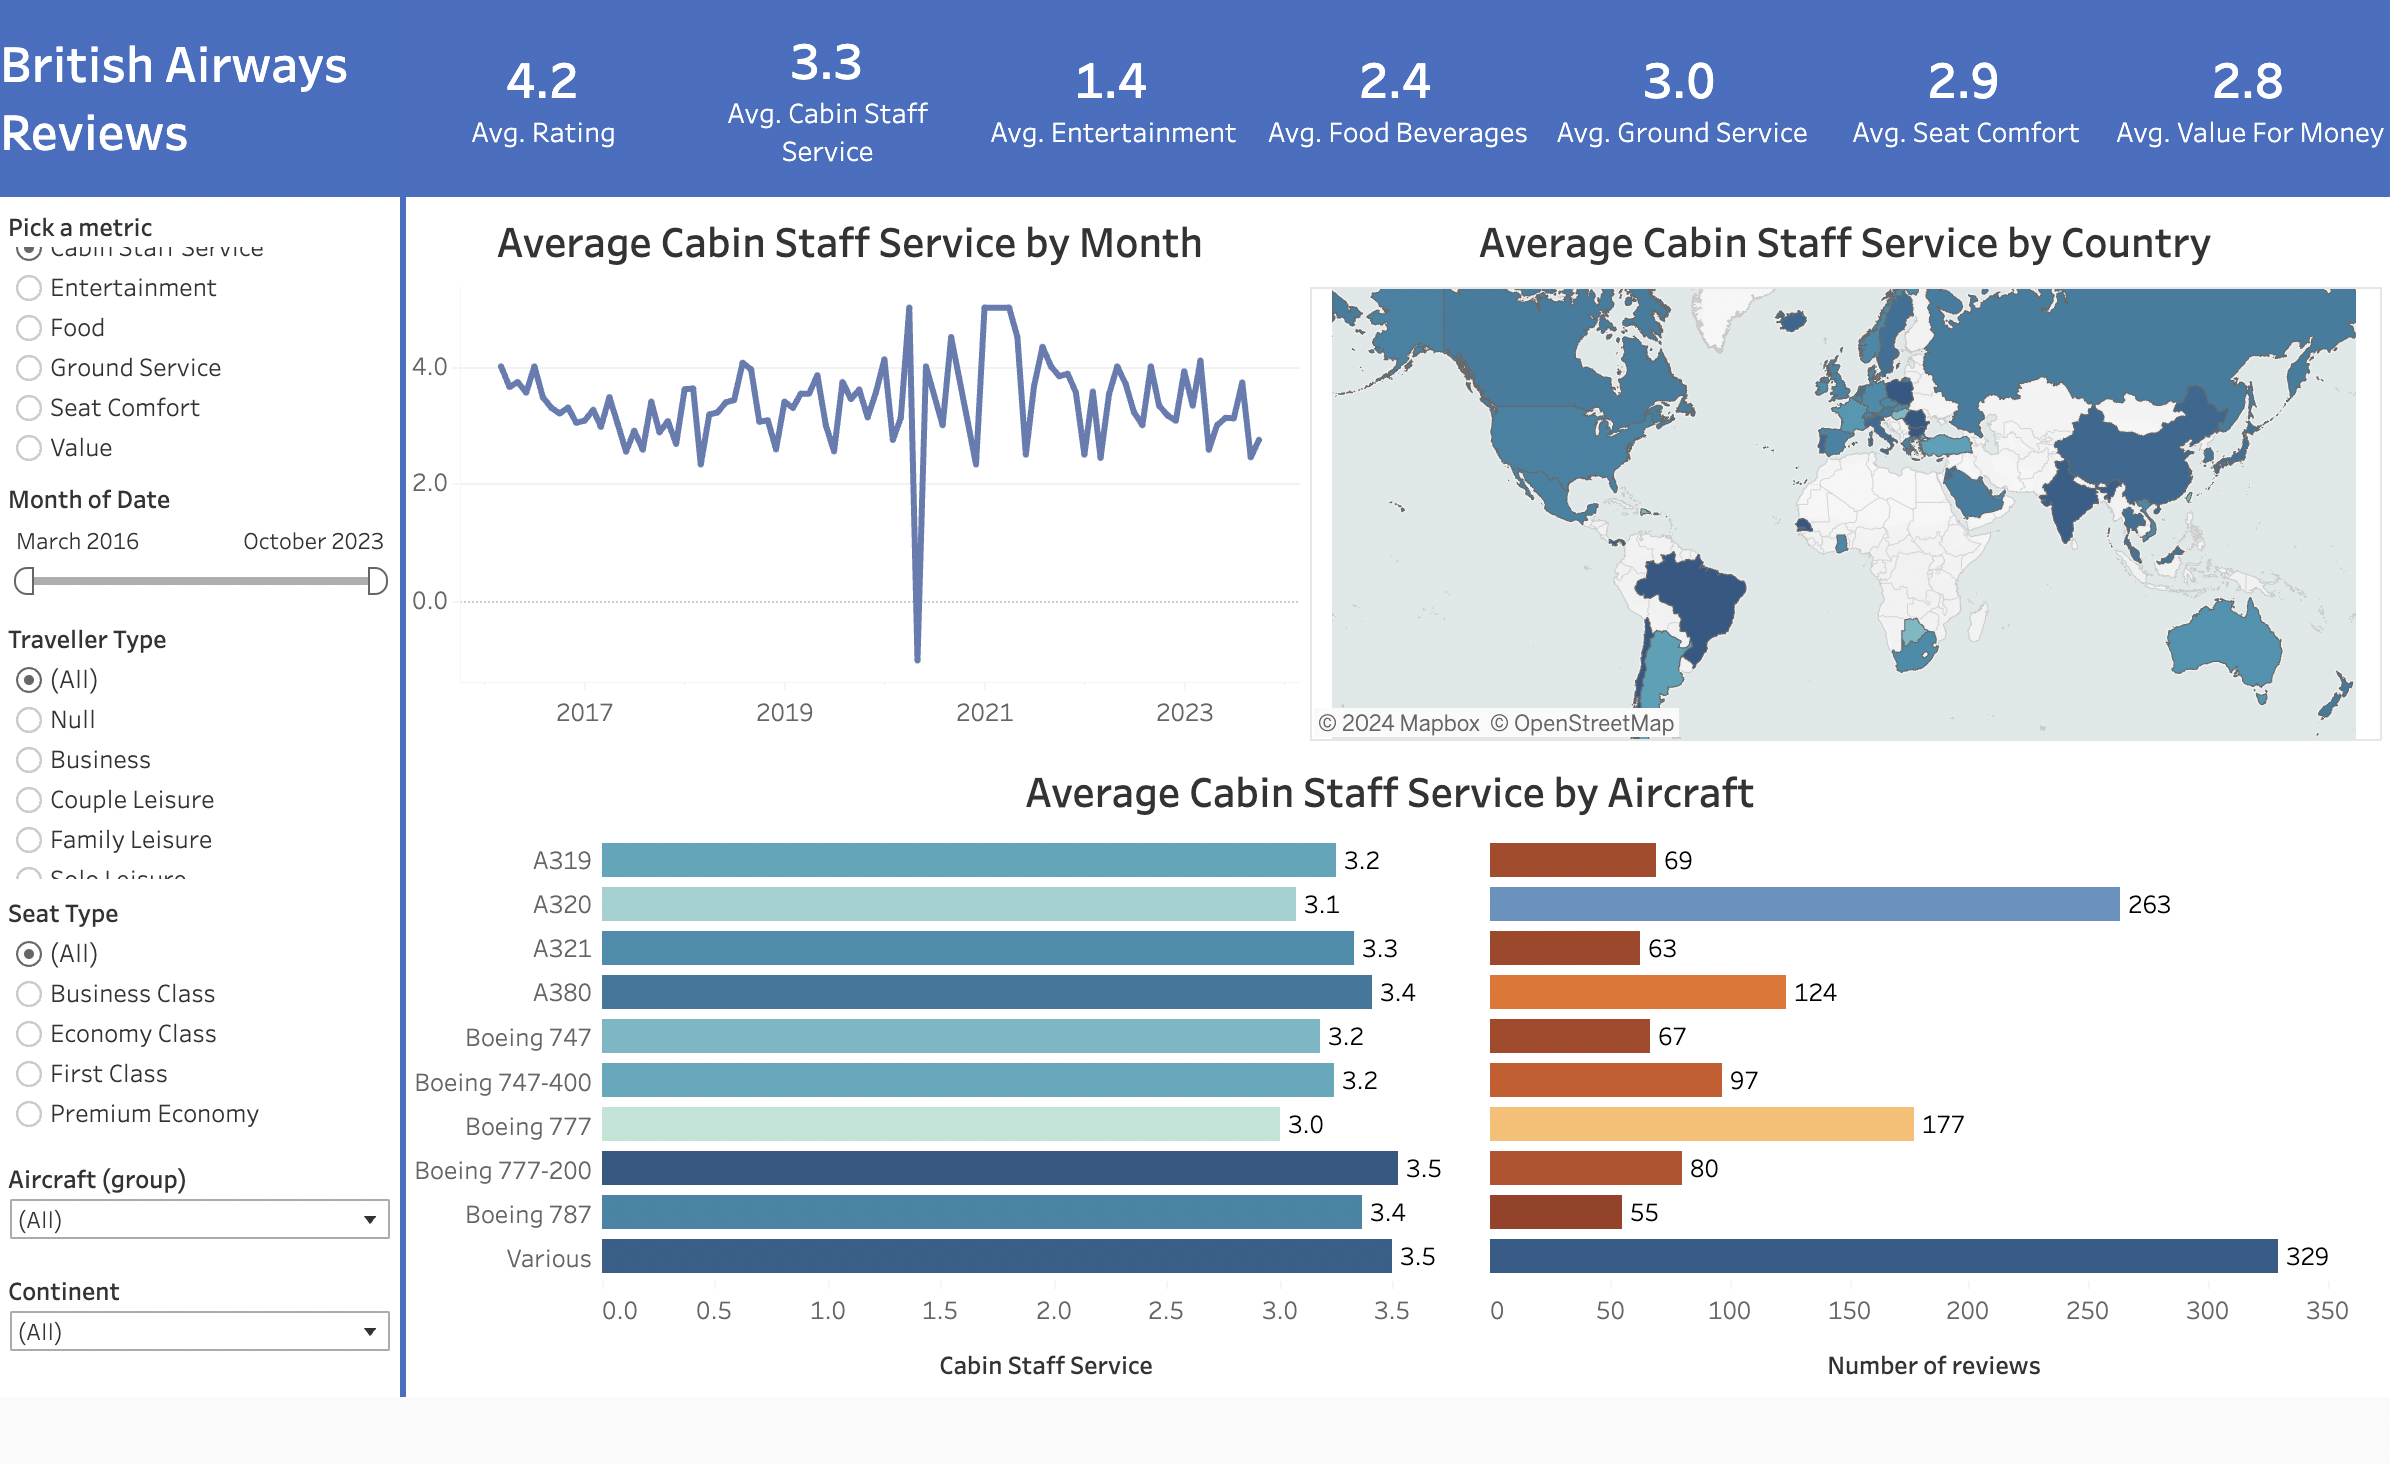 British Airways
Reviews
4.2
Avg. Rating
3.3
Avg. Cabin Staff
Service
1.4
Avg. Entertainment
2.4
Avg. Food Beverages
3.0
Avg. Ground Service
2.9
Avg. Seat Comfort
2.8
Avg. Value For Money
Pick a metric
Cabin Staff Service
Entertainment
Food
Ground Service
Seat Comfort
Value
Month of Date
March 2016 October 2023
Traveller Type
(All)
Null
Business
Couple Leisure
Family Leisure
Solo Leisure
Seat Type
(All)
Business Class
Economy Class
First Class
Premium Economy
Aircraft (group)
(All)
Continent
(All)
Average Cabin Staff Service by Month
4.0
2.0
0.0
2017 2019 2021 2023
Average Cabin Staff Service by Country
© 2024 Mapbox © OpenStreetMap
Average Cabin Staff Service by Aircraft
A319 3.2 69
A320 3.1 263
A321 3.3 63
A380 3.4 124
Boeing 747 3.2 67
Boeing 747-400 3.2 97
Boeing 777 3.0 177
Boeing 777-200 3.5 80
Boeing 787 3.4 55
Various 3.5 329
0.0 0.5 1.0 1.5 2.0 2.5 3.0 3.5 0 50 100 150 200 250 300 350
Cabin Staff Service Number of reviews